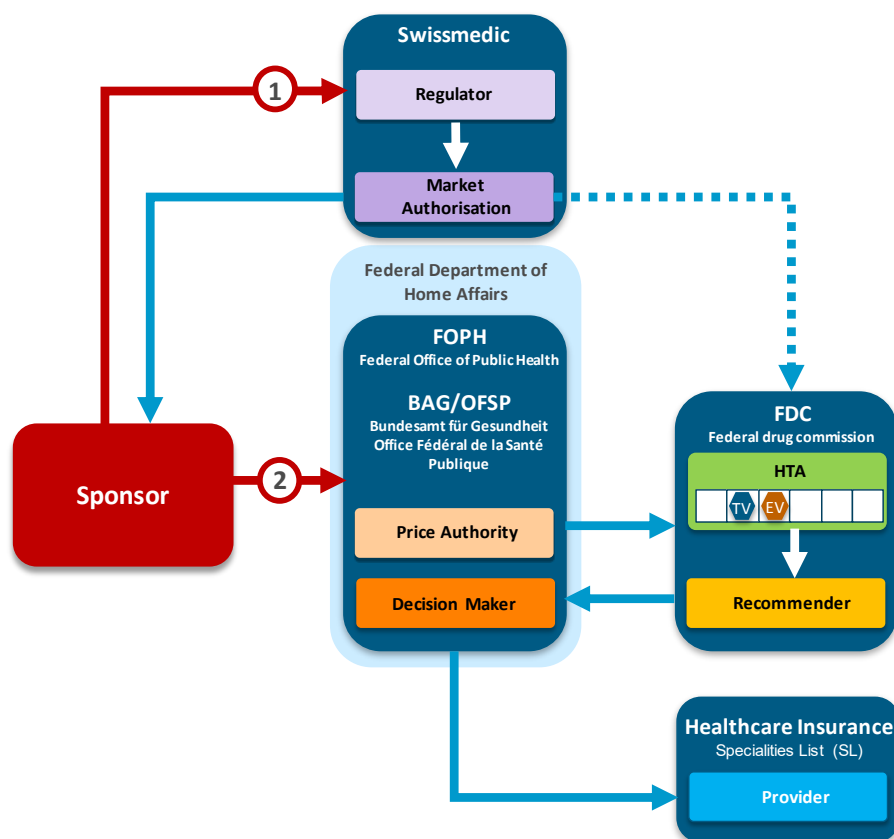 Swissmedic
1
Regulator
Market
Authorisation
Federal Department of
Home Affairs
FOPH
Federal Office of Public Health
BAG/OFSP
Bundesamt für Gesundheit
Office Fédéral de la Santé
Publique
Price Authority
Decision Maker
Sponsor
2
FDC
Federal drug commission
HTA
TV
EV
Recommender
Healthcare Insurance
Specialities List (SL)
Provider